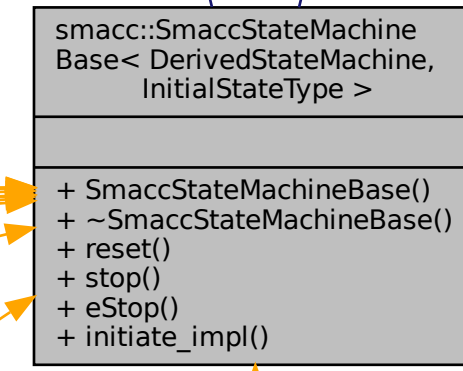 smacc::SmaccStateMachine
Base< DerivedStateMachine,
InitialStateType >
+ SmaccStateMachineBase()
+ ~SmaccStateMachineBase()
+ reset()
+ stop()
+ eStop()
+ initiate_impl()